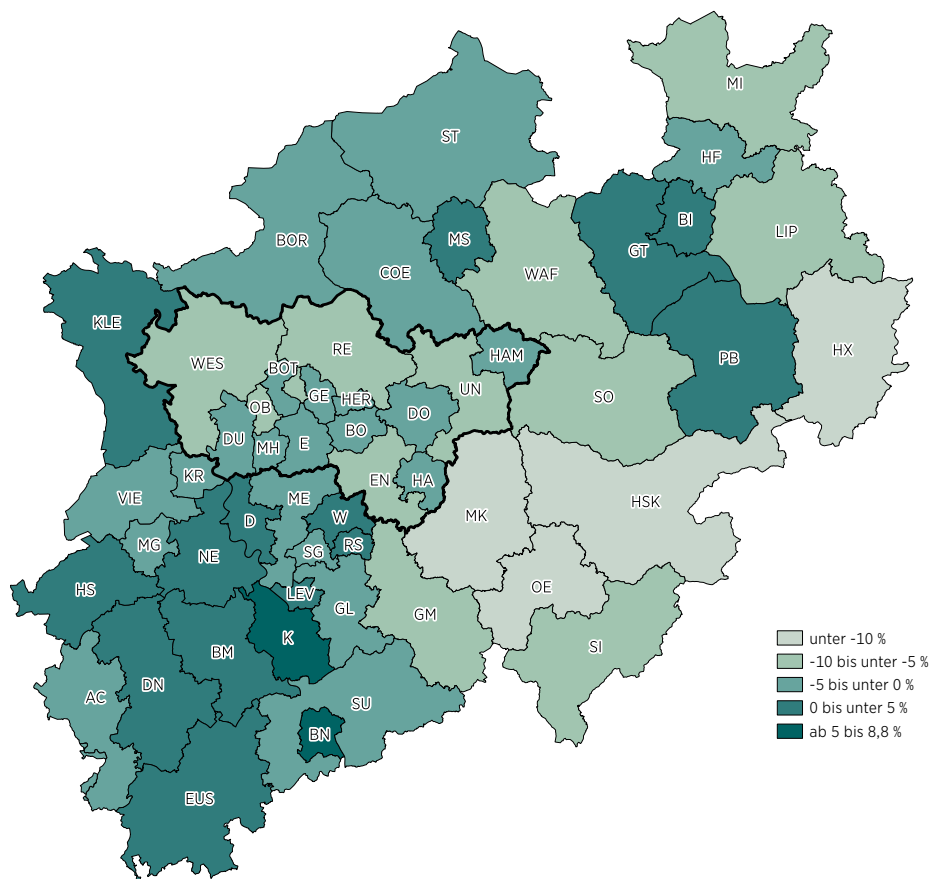 MI
ST
HF
BI
LIP
MS
BOR
GT
COE
WAF
KLE
RE
HAM
HX
PB
WES
BOT
UN
GE
HER
SO
OB
DO
BO
DU
MH
E
KR
EN
HA
VIE
ME
HSK
MK
D
W
MG
RS
SG
NE
OE
HS
LEV
GL
GM
K
SI
BM
DN
AC
SU
BN
EUS
unter -10 %
-10 bis unter -5 %
-5 bis unter 0 %
0 bis unter 5 %
ab 5 bis 8,8 %